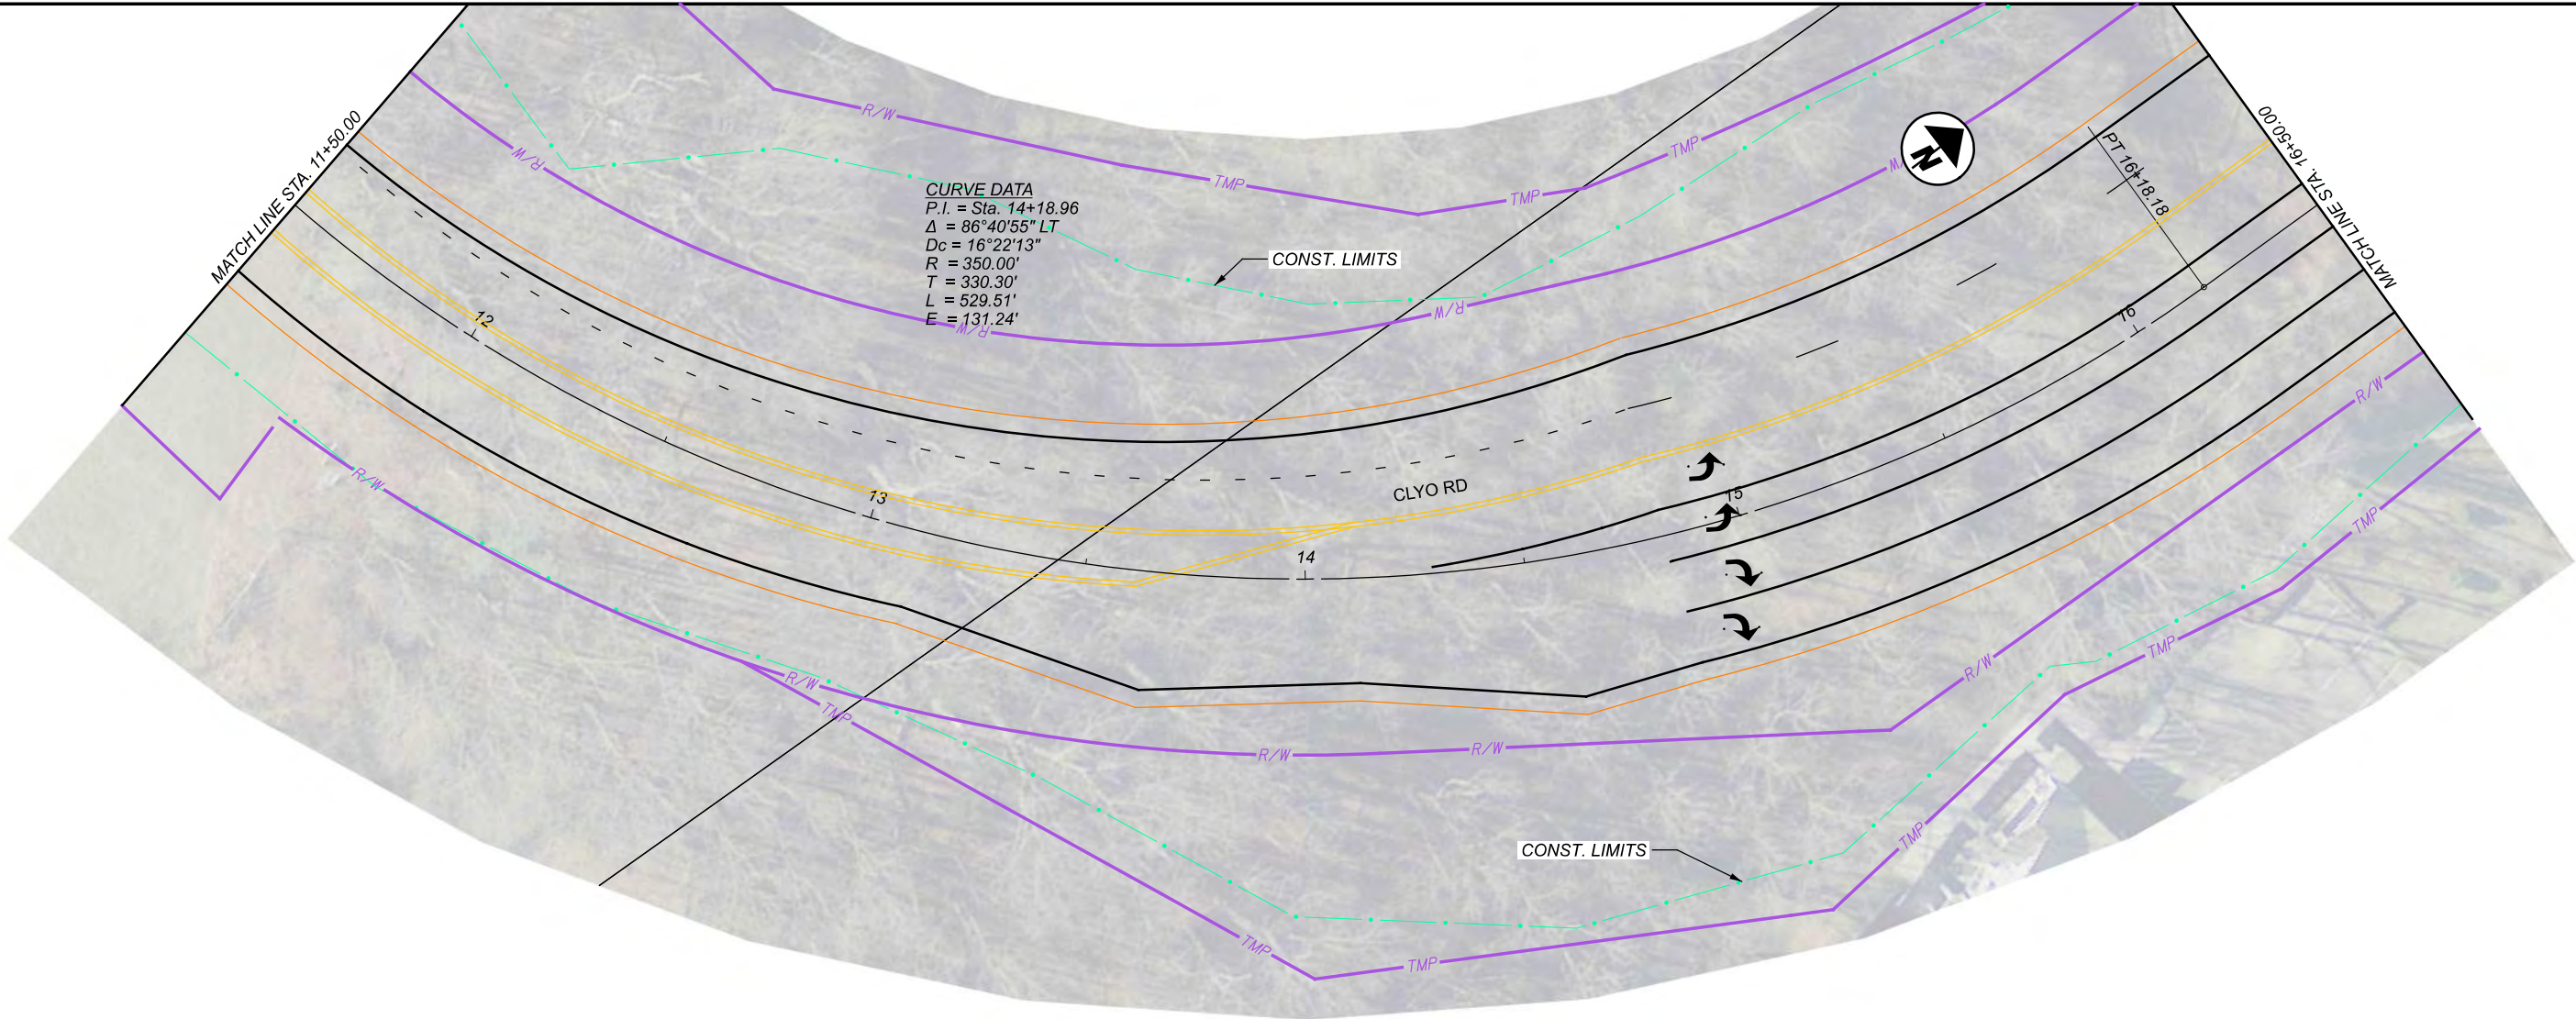 MATCH LINE STA. 11+50.00
MATCH LINE STA. 16+50.00
R/W
TMP
TMP
TMP
R/W
R/W
R/W
W
N
PT 16+18.18
CURVE DATA
P.I. = Sta. 14+18.96
Δ = 86°40'55" LT
Dc = 16°22'13"
R = 350.00'
T = 330.30'
L = 529.51'
E = 131.24'
CONST. LIMITS
12
13
14
15
16
CLYO RD
R/W
R/W
R/W
R/W
R/W
R/W
TMP
TMP
TMP
TMP
TMP
TMP
CONST. LIMITS